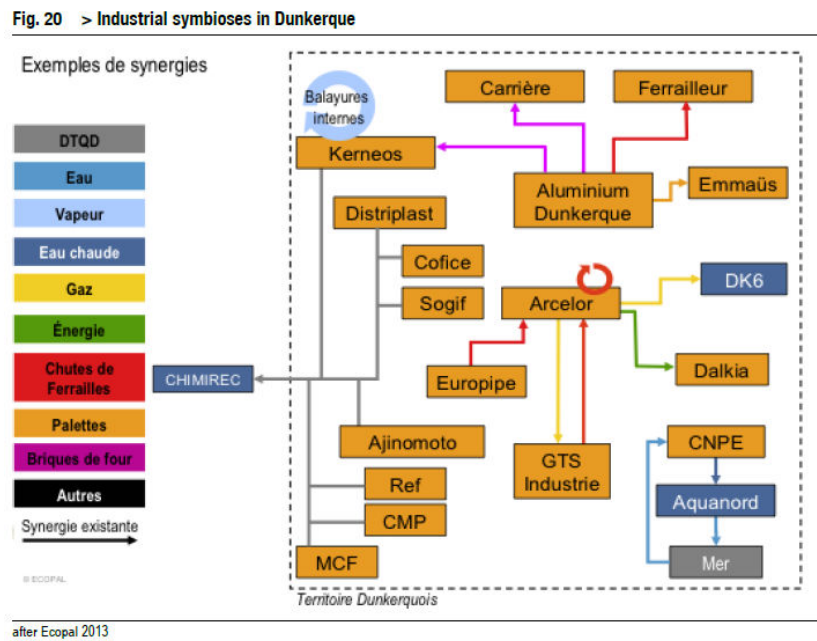 Fig. 20 > Industrial symbioses in Dunkerque
Exemples de synergies
DTQD
Eau
Vapeur
Eau chaude
Gaz
Énergie
Chutes de
Ferrailles
Palettes
Briques de four
Autres
Synergie existante
© ECOPAL
CHIMIREC
Balayures
internes
Kerneos
Carrière
Ferrailleur
Aluminium
Dunkerque
Emmaüs
Distriplast
Cofice
Sogif
Arcelor
DK6
Europipe
Dalkia
Ajinomoto
GTS
Industrie
CNPE
Ref
Aquanord
CMP
MCF
Mer
Territoire Dunkerquois
after Ecopal 2013